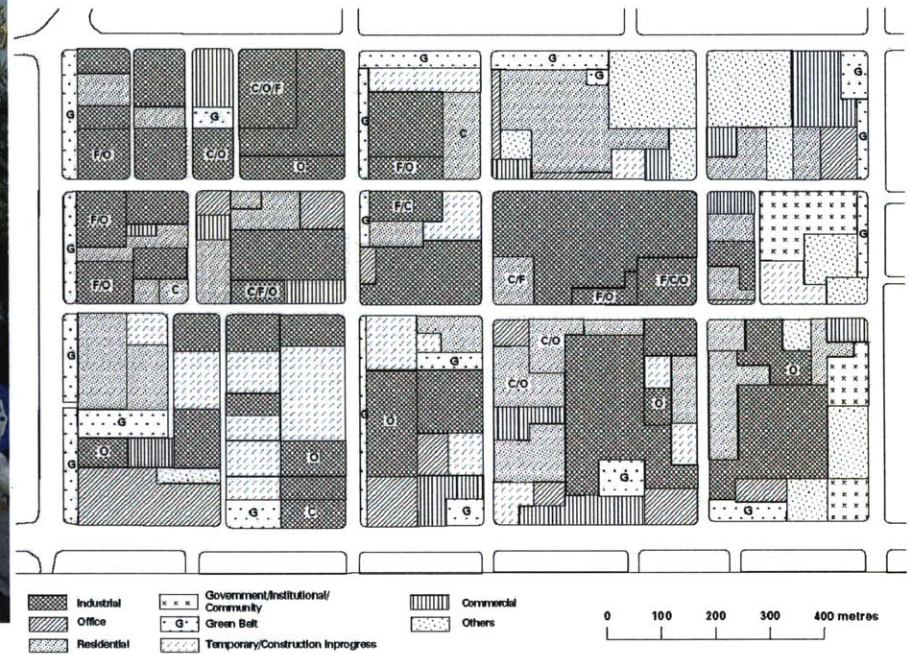 G G
G
C/O/F
G
G
G
C
F/O
C/O
O
F/O
G
F/O
F/C
G
G
G
F/O
C
C/F/O
C/F
F/O
F/C/O
G
C/O
G
C/O
O
O
G
O
G
O
O
G
G
G
C
G
G
Industrial
Office
Residential
Government/Institutional/
Community
G Green Belt
Temporary/Construction Inprogress
Commercial
Others
0 100 200 300 400 metres